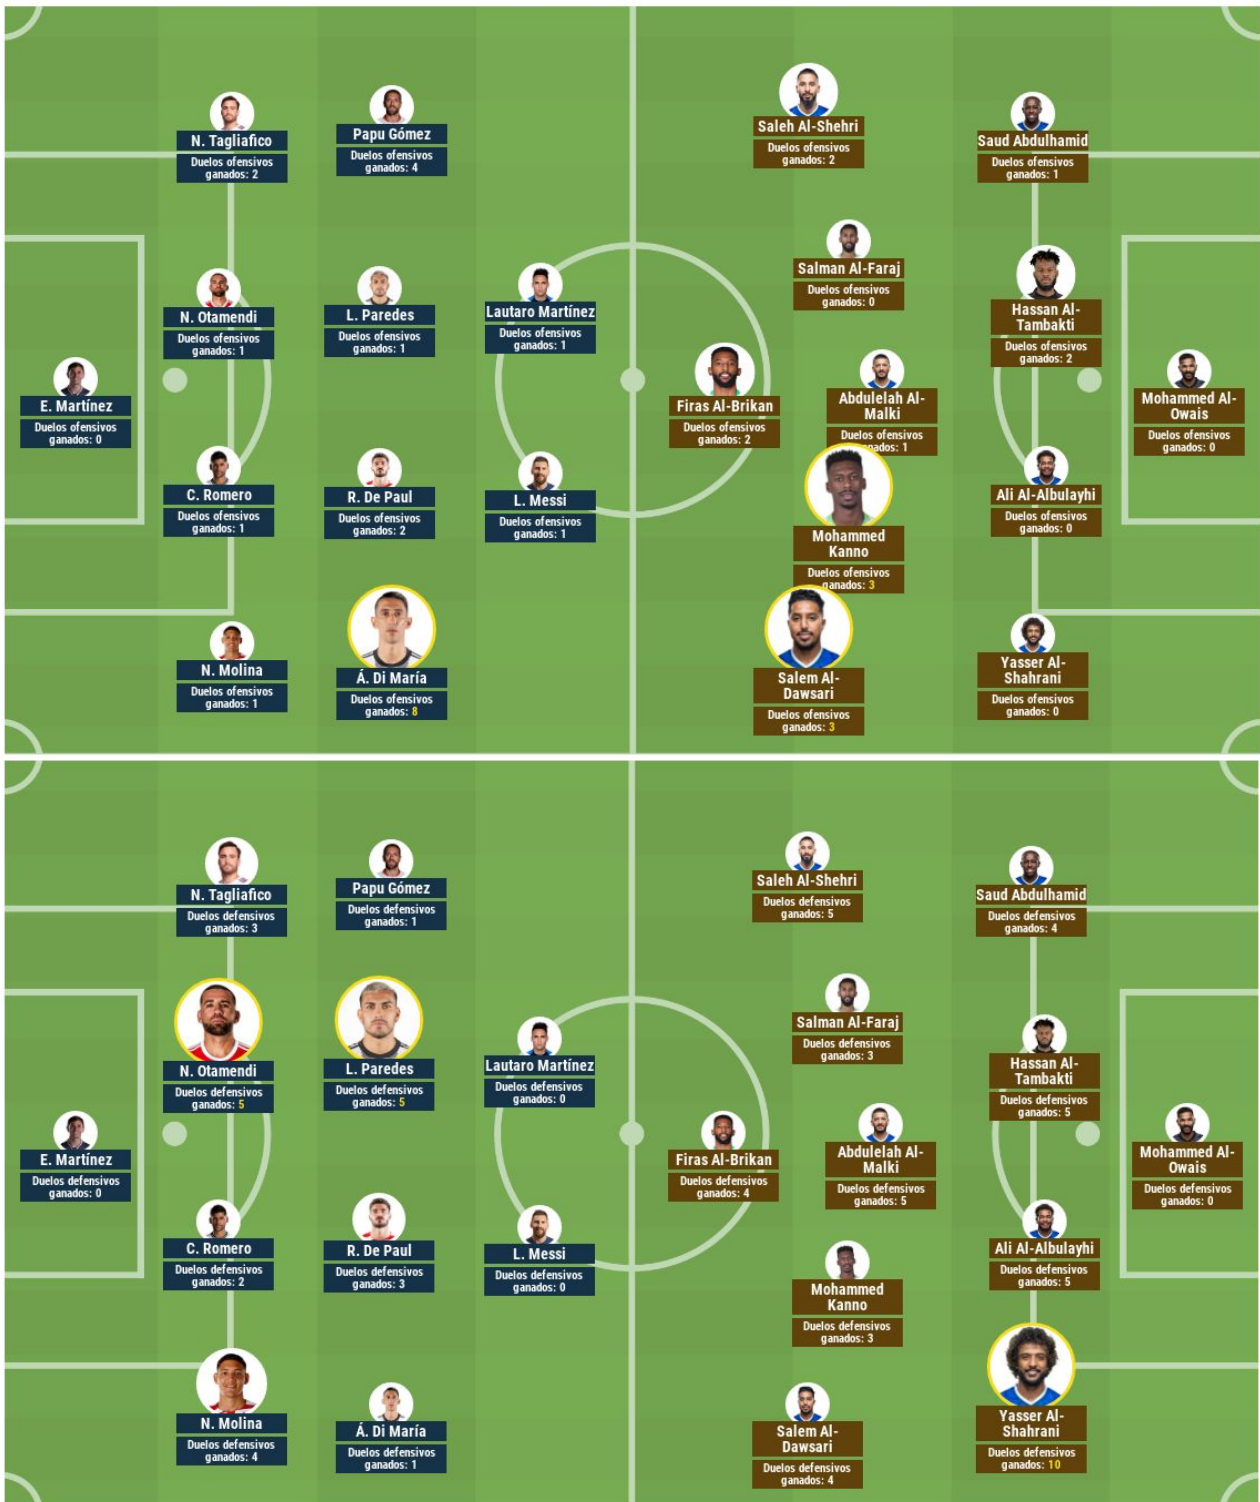 N. Tagliafico
Duelos ofensivos
ganados: 2
Papu Gómez
Duelos ofensivos
ganados: 4
N. Otamendi
Duelos ofensivos
ganados: 1
L. Paredes
Duelos ofensivos
ganados: 1
Lautaro Martínez
Duelos ofensivos
ganados: 1
E. Martínez
Duelos ofensivos
ganados: 0
C. Romero
Duelos ofensivos
ganados: 1
R. De Paul
Duelos ofensivos
ganados: 2
L. Messi
Duelos ofensivos
ganados: 1
N. Molina
Duelos ofensivos
ganados: 1
Á. Di María
Duelos ofensivos
ganados: 8
Saleh Al-Shehri
Duelos ofensivos
ganados: 2
Saud Abdulhamid
Duelos ofensivos
ganados: 1
Salman Al-Faraj
Duelos ofensivos
ganados: 0
Hassan Al-
Tambakti
Duelos ofensivos
ganados: 2
Firas Al-Brikan
Duelos ofensivos
ganados: 2
Abdulelah Al-
Malki
Duelos ofensivos
ganados: 1
Mohammed Al-
Owais
Duelos ofensivos
ganados: 0
Mohammed
Kanno
Duelos ofensivos
ganados: 3
Ali Al-Albulayhi
Duelos ofensivos
ganados: 0
Salem Al-
Dawsari
Duelos ofensivos
ganados: 3
Yasser Al-
Shahrani
Duelos ofensivos
ganados: 0
N. Tagliafico
Duelos defensivos
ganados: 3
Papu Gómez
Duelos defensivos
ganados: 1
N. Otamendi
Duelos defensivos
ganados: 5
L. Paredes
Duelos defensivos
ganados: 5
Lautaro Martínez
Duelos defensivos
ganados: 0
E. Martínez
Duelos defensivos
ganados: 0
C. Romero
Duelos defensivos
ganados: 2
R. De Paul
Duelos defensivos
ganados: 3
L. Messi
Duelos defensivos
ganados: 0
N. Molina
Duelos defensivos
ganados: 4
Á. Di María
Duelos defensivos
ganados: 1
Saleh Al-Shehri
Duelos defensivos
ganados: 5
Saud Abdulhamid
Duelos defensivos
ganados: 4
Salman Al-Faraj
Duelos defensivos
ganados: 3
Hassan Al-
Tambakti
Duelos defensivos
ganados: 5
Firas Al-Brikan
Duelos defensivos
ganados: 4
Abdulelah Al-
Malki
Duelos defensivos
ganados: 5
Mohammed Al-
Owais
Duelos defensivos
ganados: 0
Mohammed
Kanno
Duelos defensivos
ganados: 3
Ali Al-Albulayhi
Duelos defensivos
ganados: 5
Salem Al-
Dawsari
Duelos defensivos
ganados: 4
Yasser Al-
Shahrani
Duelos defensivos
ganados: 10